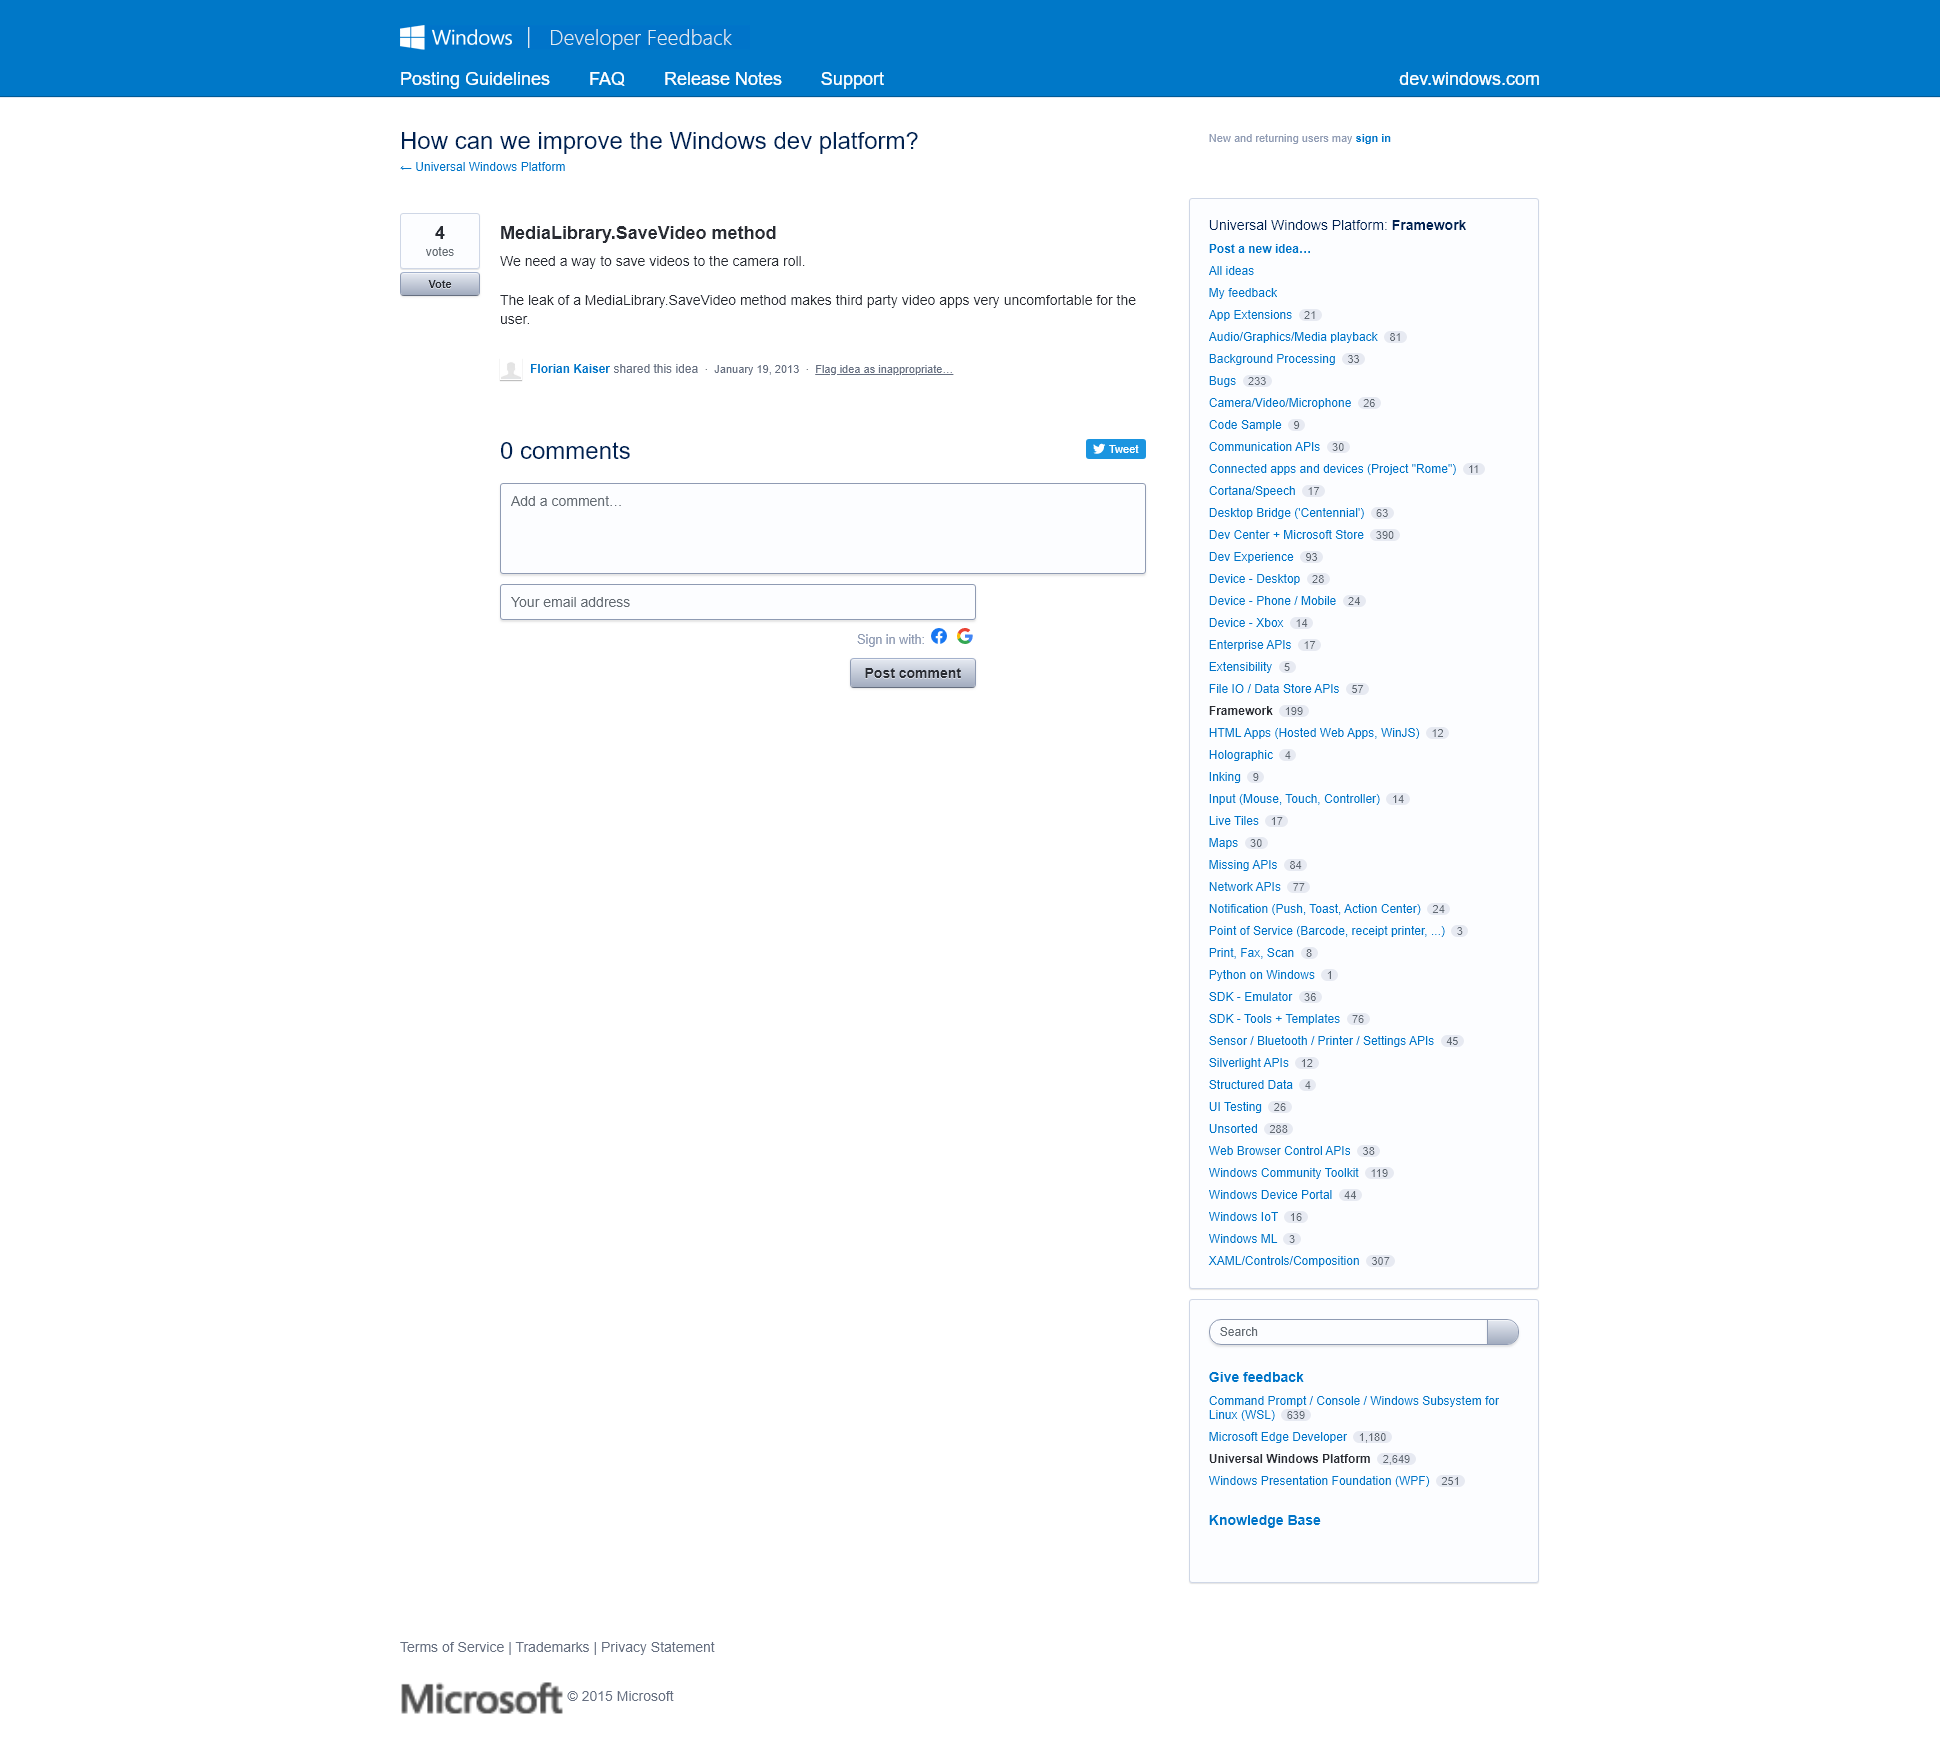 Windows | Developer Feedback
Posting Guidelines FAQ Release Notes Support dev.windows.com
How can we improve the Windows dev platform?
← Universal Windows Platform
New and returning users may sign in
4
votes
Vote
MediaLibrary.SaveVideo method
We need a way to save videos to the camera roll.
The leak of a MediaLibrary.SaveVideo method makes third party video apps very uncomfortable for the
user.
Florian Kaiser shared this idea · January 19, 2013 · Flag idea as inappropriate…
0 comments
Tweet
Add a comment…
Your email address
Sign in with:
Post comment
Universal Windows Platform: Framework
Post a new idea…
All ideas
My feedback
App Extensions 21
Audio/Graphics/Media playback 81
Background Processing 33
Bugs 233
Camera/Video/Microphone 26
Code Sample 9
Communication APIs 30
Connected apps and devices (Project "Rome") 11
Cortana/Speech 17
Desktop Bridge ('Centennial') 63
Dev Center + Microsoft Store 390
Dev Experience 93
Device - Desktop 28
Device - Phone / Mobile 24
Device - Xbox 14
Enterprise APIs 17
Extensibility 5
File IO / Data Store APIs 57
Framework 199
HTML Apps (Hosted Web Apps, WinJS) 12
Holographic 4
Inking 9
Input (Mouse, Touch, Controller) 14
Live Tiles 17
Maps 30
Missing APIs 84
Network APIs 77
Notification (Push, Toast, Action Center) 24
Point of Service (Barcode, receipt printer, ...) 3
Print, Fax, Scan 8
Python on Windows 1
SDK - Emulator 36
SDK - Tools + Templates 76
Sensor / Bluetooth / Printer / Settings APIs 45
Silverlight APIs 12
Structured Data 4
UI Testing 26
Unsorted 288
Web Browser Control APIs 38
Windows Community Toolkit 119
Windows Device Portal 44
Windows IoT 16
Windows ML 3
XAML/Controls/Composition 307
Search
Give feedback
Command Prompt / Console / Windows Subsystem for
Linux (WSL) 639
Microsoft Edge Developer 1,180
Universal Windows Platform 2,649
Windows Presentation Foundation (WPF) 251
Knowledge Base
Terms of Service | Trademarks | Privacy Statement
Microsoft © 2015 Microsoft